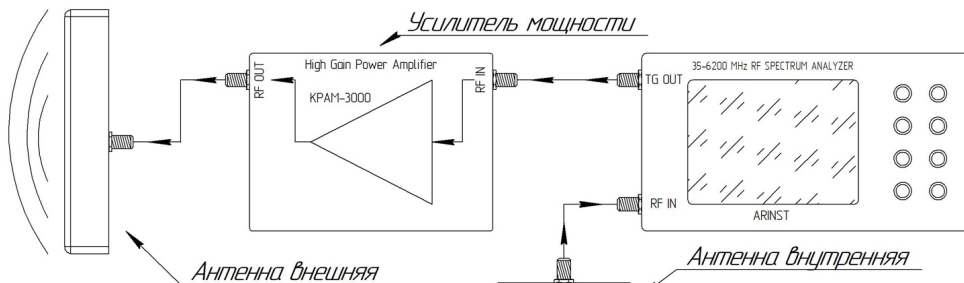 Усилитель мощности
High Gain Power Amplifier
35-6200 MHz RF SPECTRUM ANALYZER
RF OUT
KPAM-3000
RF IN
TG OUT
RF IN
ARINST
Антенна внешняя
Антенна внутренняя